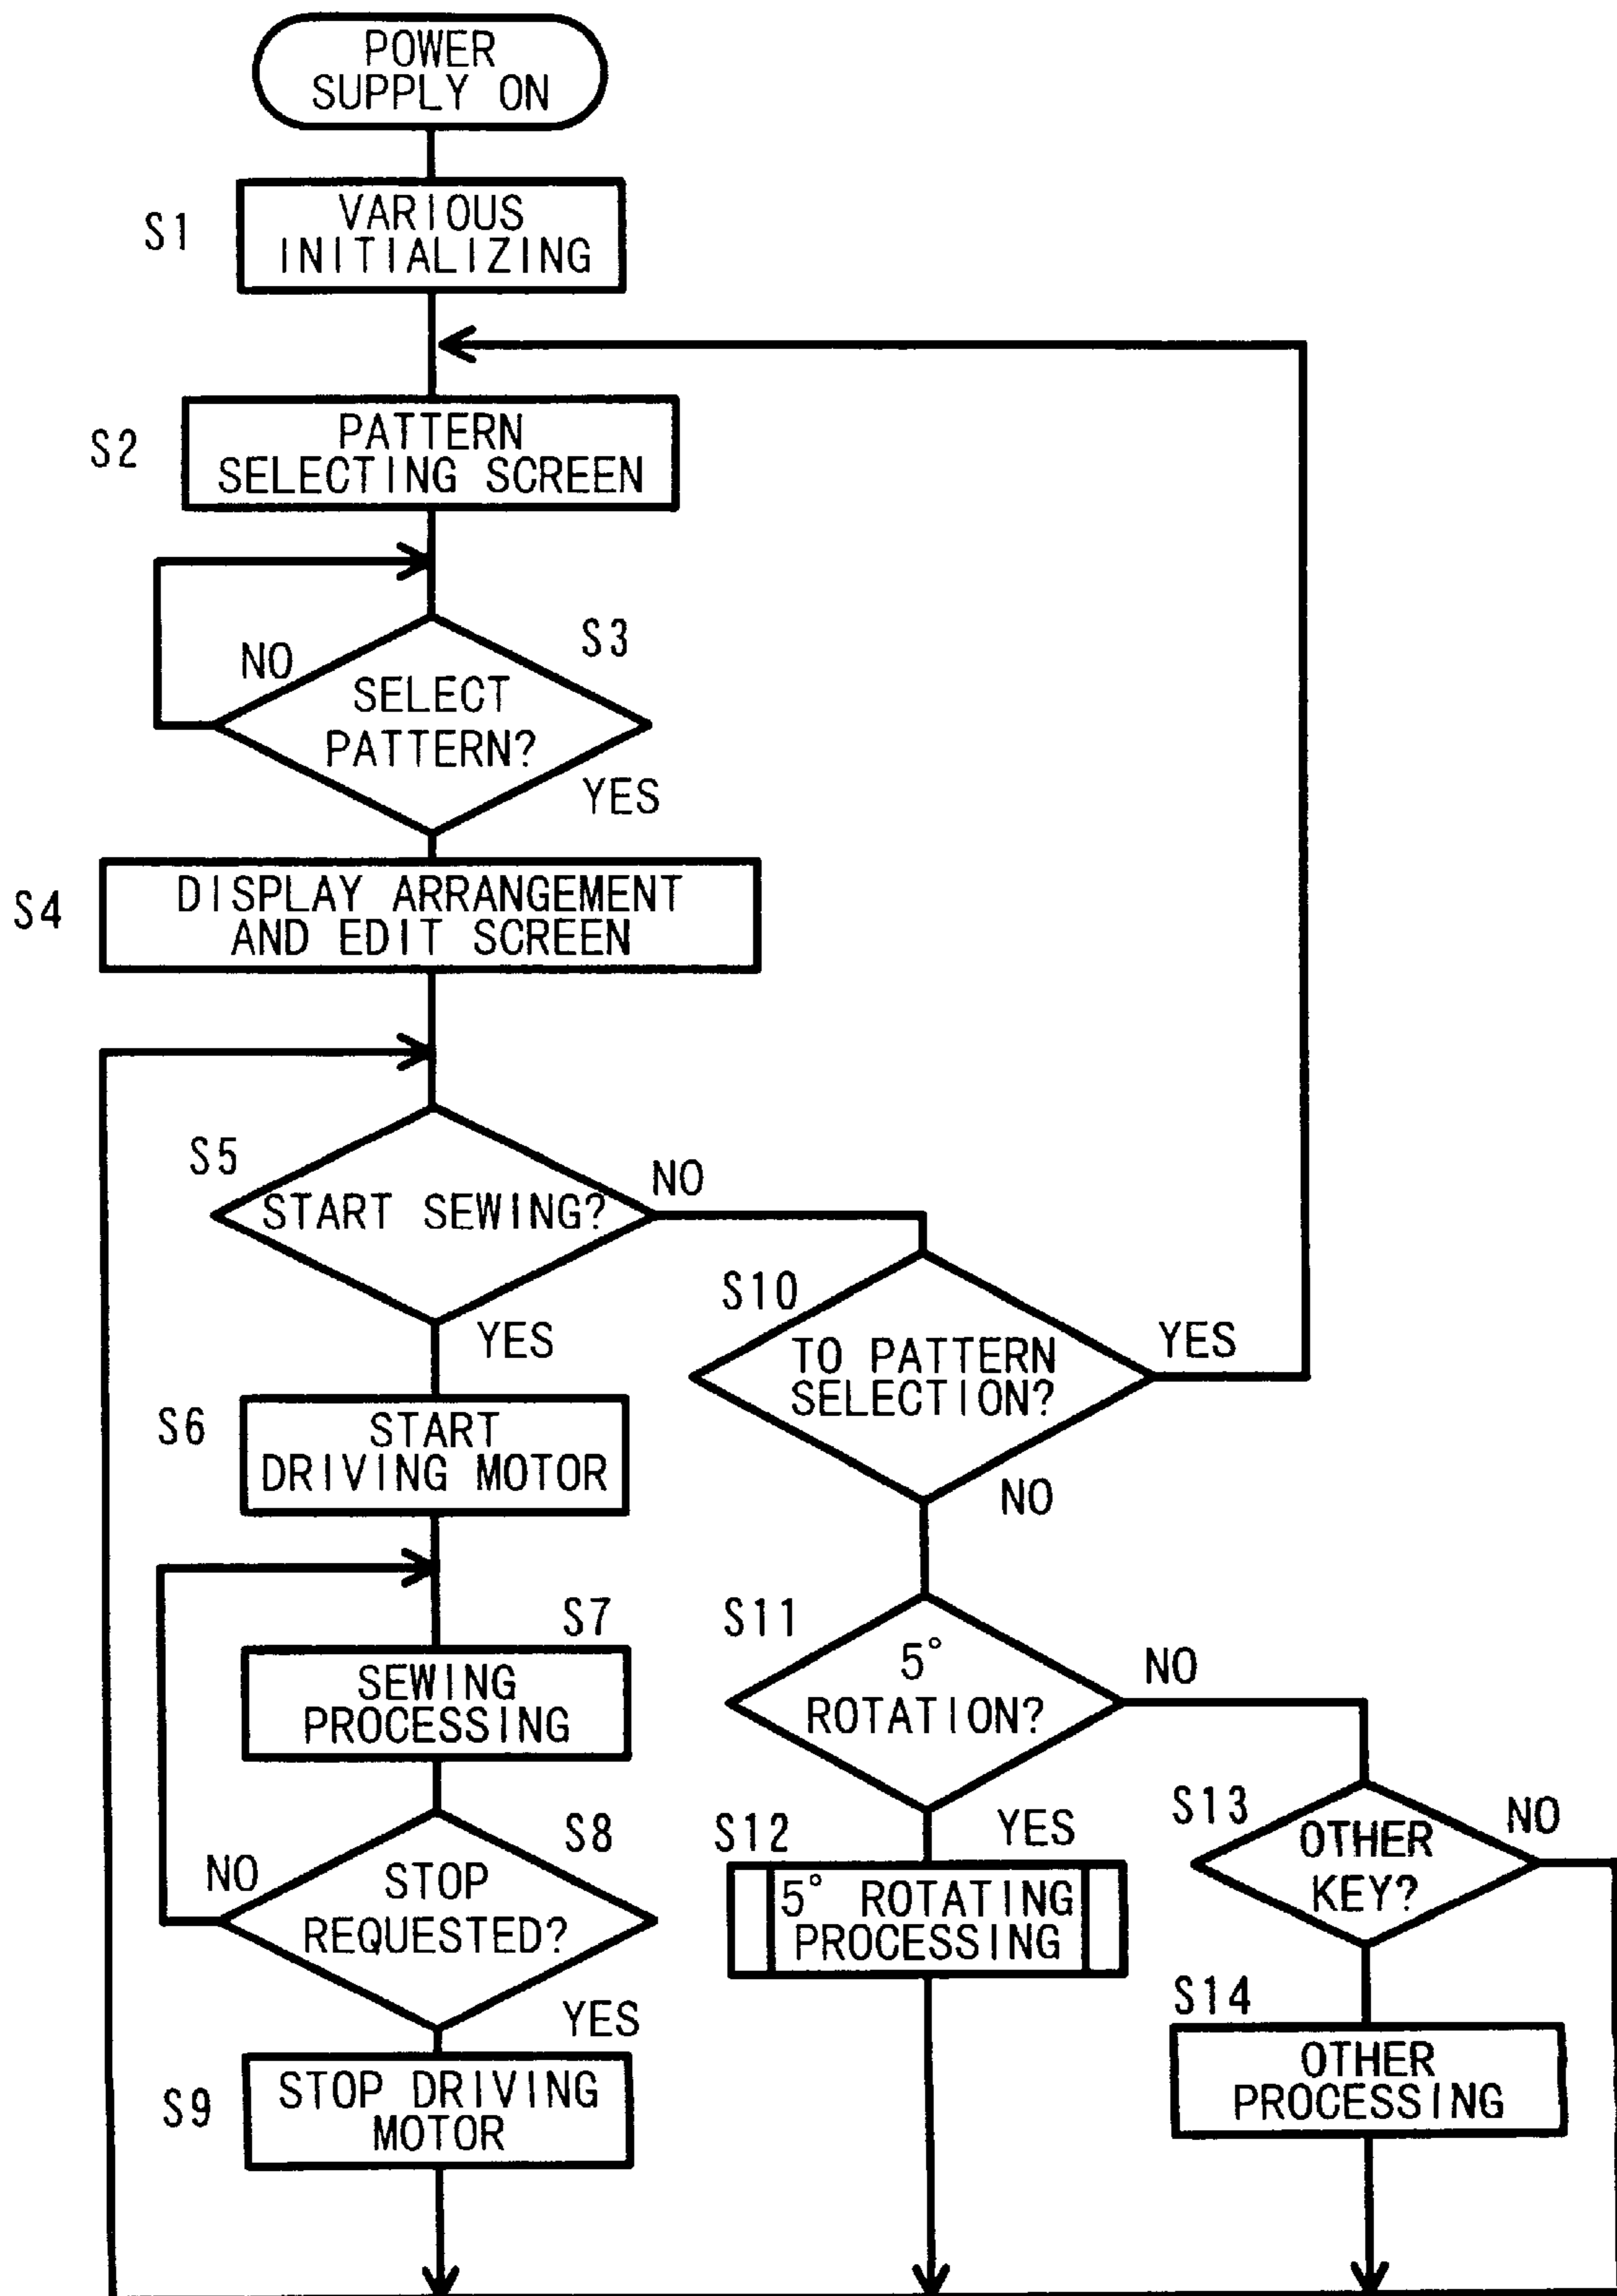 POWER
SUPPLY ON
S1
VARIOUS
INITIALIZING
S2
PATTERN
SELECTING SCREEN
S3
NO
SELECT
PATTERN?
YES
S4
DISPLAY ARRANGEMENT
AND EDIT SCREEN
S5
START SEWING?
NO
YES
S10
TO PATTERN
SELECTION?
YES
NO
S6
START
DRIVING MOTOR
S7
SEWING
PROCESSING
S11
5°
ROTATION?
NO
YES
S8
NO
STOP
REQUESTED?
YES
S12
5° ROTATING
PROCESSING
S13
OTHER
KEY?
NO
S14
OTHER
PROCESSING
S9
STOP DRIVING
MOTOR